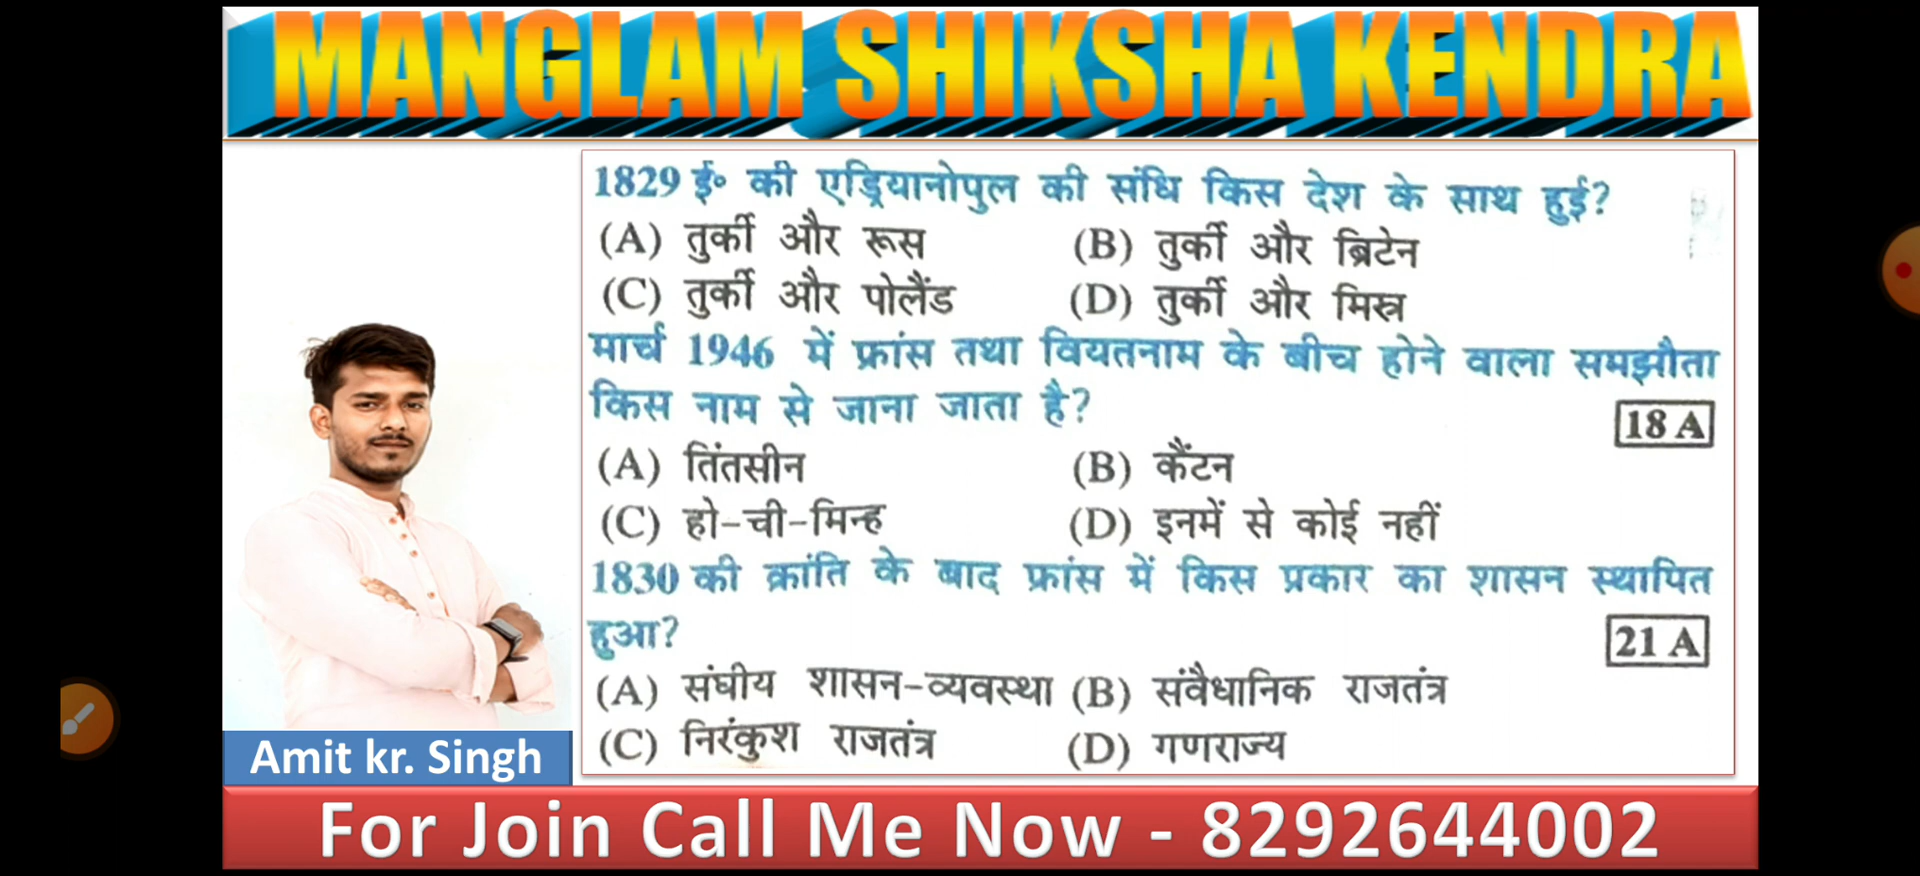 MANGLAM SHIKSHA KENDRA
1829 ई० की एड्रियानोपुल की संधि किस देश के साथ हुई?
(A) तुर्की और रूस (B) तुर्की और ब्रिटेन
(C) तुर्की और पोलैंड (D) तुर्की और मिस्र
मार्च 1946 में फ्रांस तथा वियतनाम के बीच होने वाला समझौता
किस नाम से जाना जाता है? 18 A
(A) तिंतसीन (B) कैंटन
(C) हो-ची-मिन्ह (D) इनमें से कोई नहीं
1830 की क्रांति के बाद फ्रांस में किस प्रकार का शासन स्थापित
हुआ? 21 A
(A) संघीय शासन-व्यवस्था (B) संवैधानिक राजतंत्र
(C) निरंकुश राजतंत्र (D) गणराज्य
Amit kr. Singh
For Join Call Me Now - 8292644002